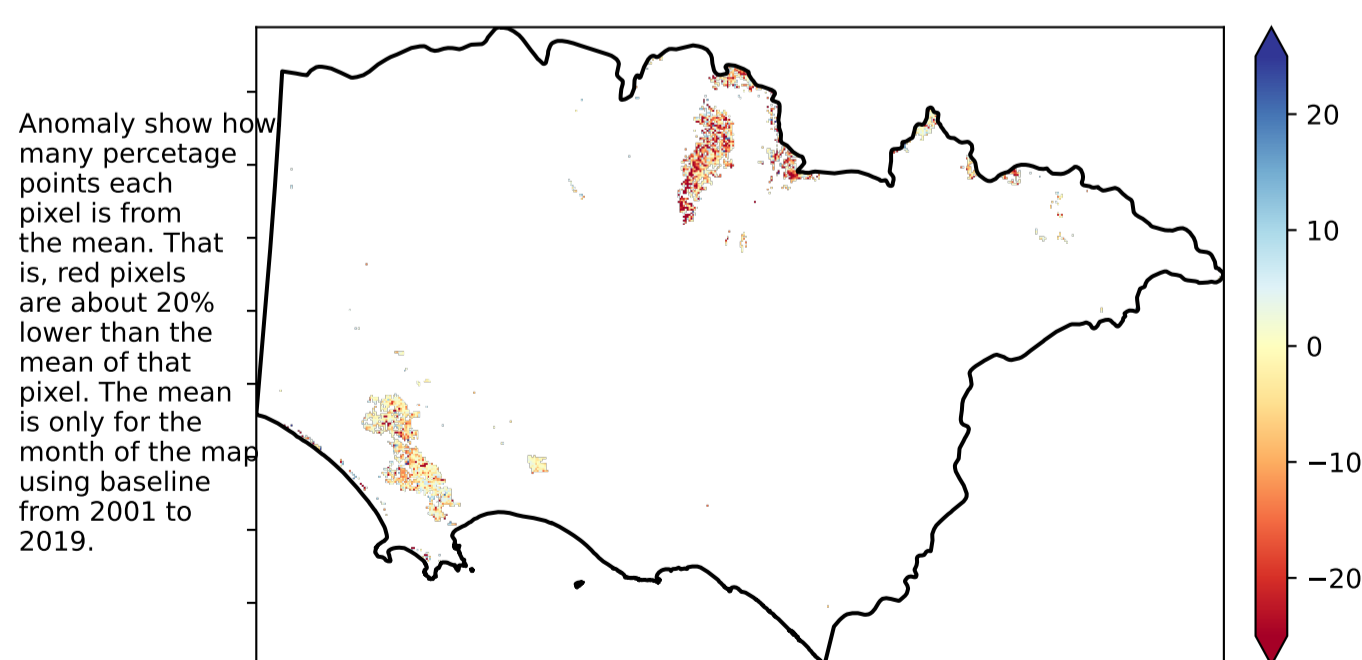 Anomaly show how
many percetage
points each
pixel is from
the mean. That
is, red pixels
are about 20%
lower than the
mean of that
pixel. The mean
is only for the
month of the map
using baseline
from 2001 to
2019.
20
10
0
−10
−20